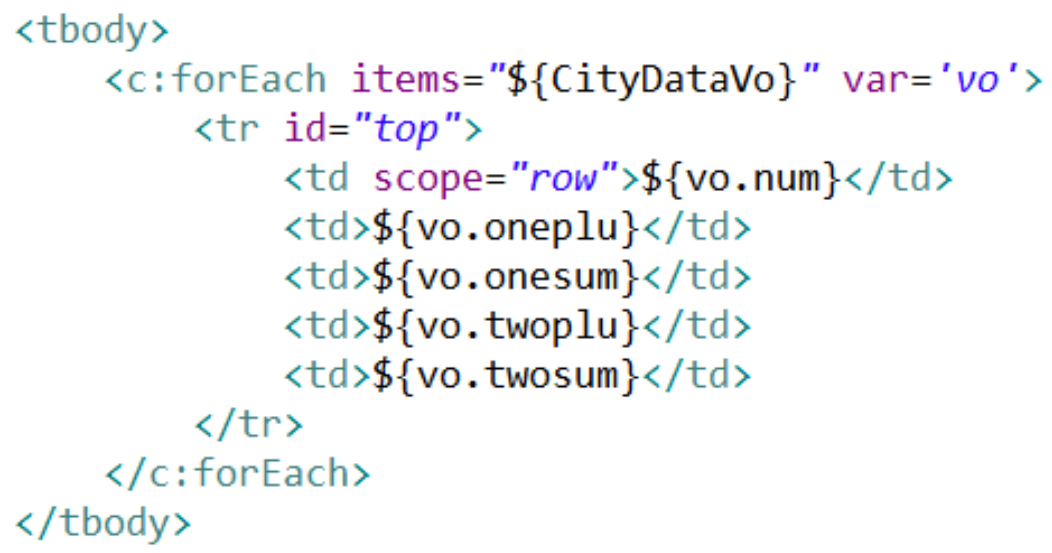 <tbody>
    <c:forEach items="${CityDataVo}" var='vo'>
        <tr id="top">
            <td scope="row">${vo.num}</td>
            <td>${vo.oneplu}</td>
            <td>${vo.onesum}</td>
            <td>${vo.twoplu}</td>
            <td>${vo.twosum}</td>
        </tr>
    </c:forEach>
</tbody>